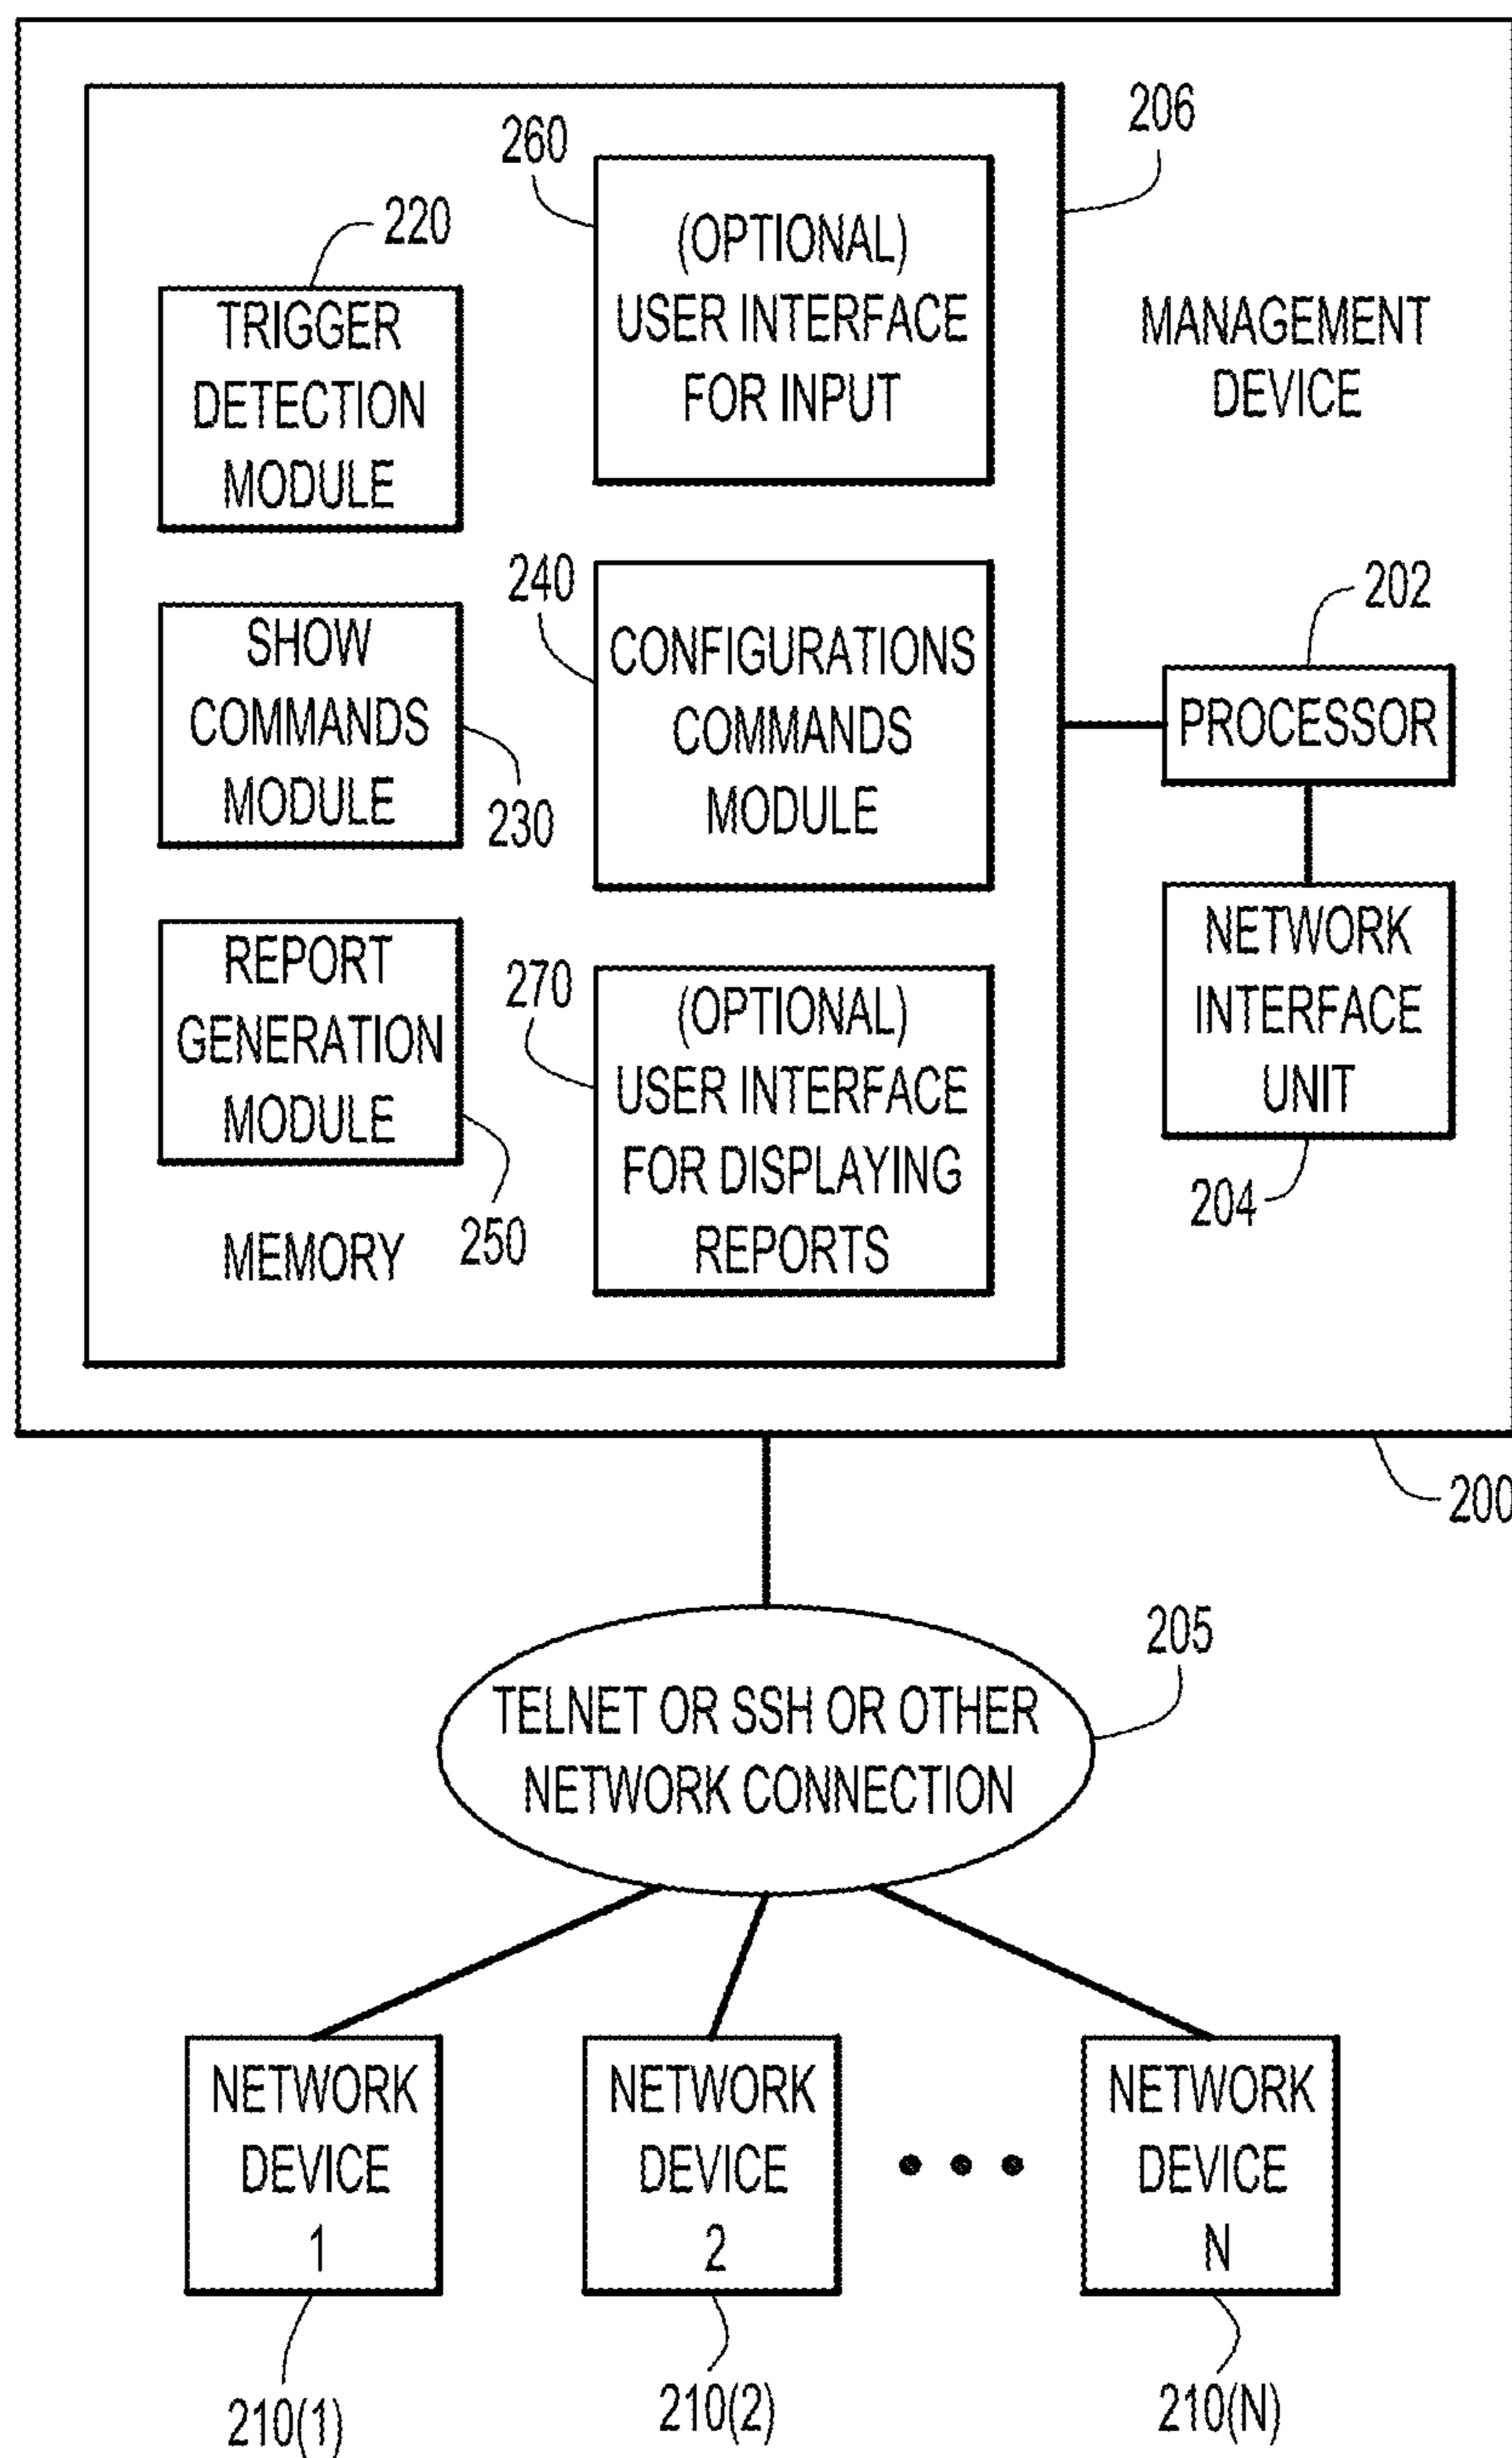 206
260
(OPTIONAL)
USER INTERFACE
FOR INPUT
220
TRIGGER
DETECTION
MODULE
MANAGEMENT
DEVICE
240
CONFIGURATIONS
COMMANDS
MODULE
SHOW
COMMANDS
MODULE
230
202
PROCESSOR
NETWORK
INTERFACE
UNIT
204
REPORT
GENERATION
MODULE
250
270
(OPTIONAL)
USER INTERFACE
FOR DISPLAYING
REPORTS
MEMORY
200
205
TELNET OR SSH OR OTHER
NETWORK CONNECTION
NETWORK
DEVICE
1
NETWORK
DEVICE
2
NETWORK
DEVICE
N
210(1)
210(2)
210(N)